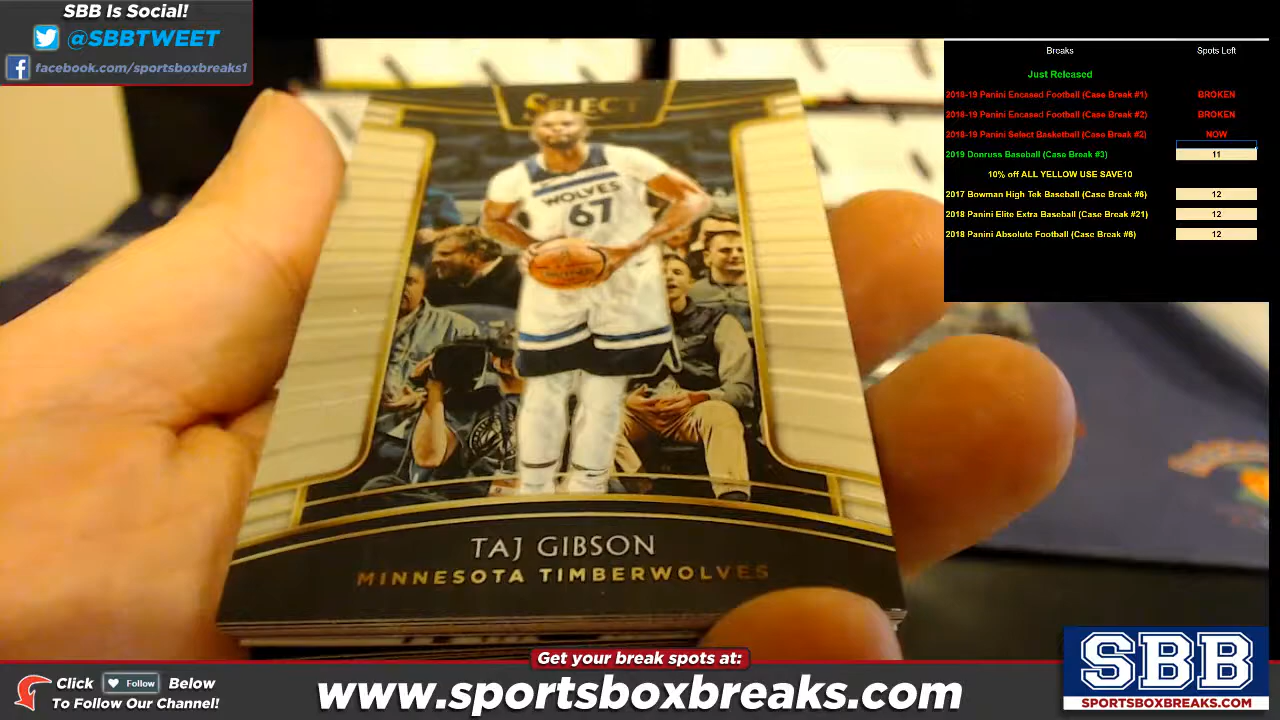 SBB Is Social!
@SBBTWEET
facebook.com/sportsboxbreaks1
Breaks Spots Left
Just Released
2018-19 Panini Encased Football (Case Break #1) BROKEN
2018-19 Panini Encased Football (Case Break #2) BROKEN
2018-19 Panini Select Basketball (Case Break #2) NOW
2019 Donruss Baseball (Case Break #3) 11
10% off ALL YELLOW USE SAVE10
2017 Bowman High Tek Baseball (Case Break #6) 12
2018 Panini Elite Extra Baseball (Case Break #21) 12
2018 Panini Absolute Football (Case Break #6) 12
SELECT
WOLVES
67
TAJ GIBSON
MINNESOTA TIMBERWOLVES
Get your break spots at:
Click Follow Below
To Follow Our Channel!
www.sportsboxbreaks.com
SBB
SPORTSBOXBREAKS.COM